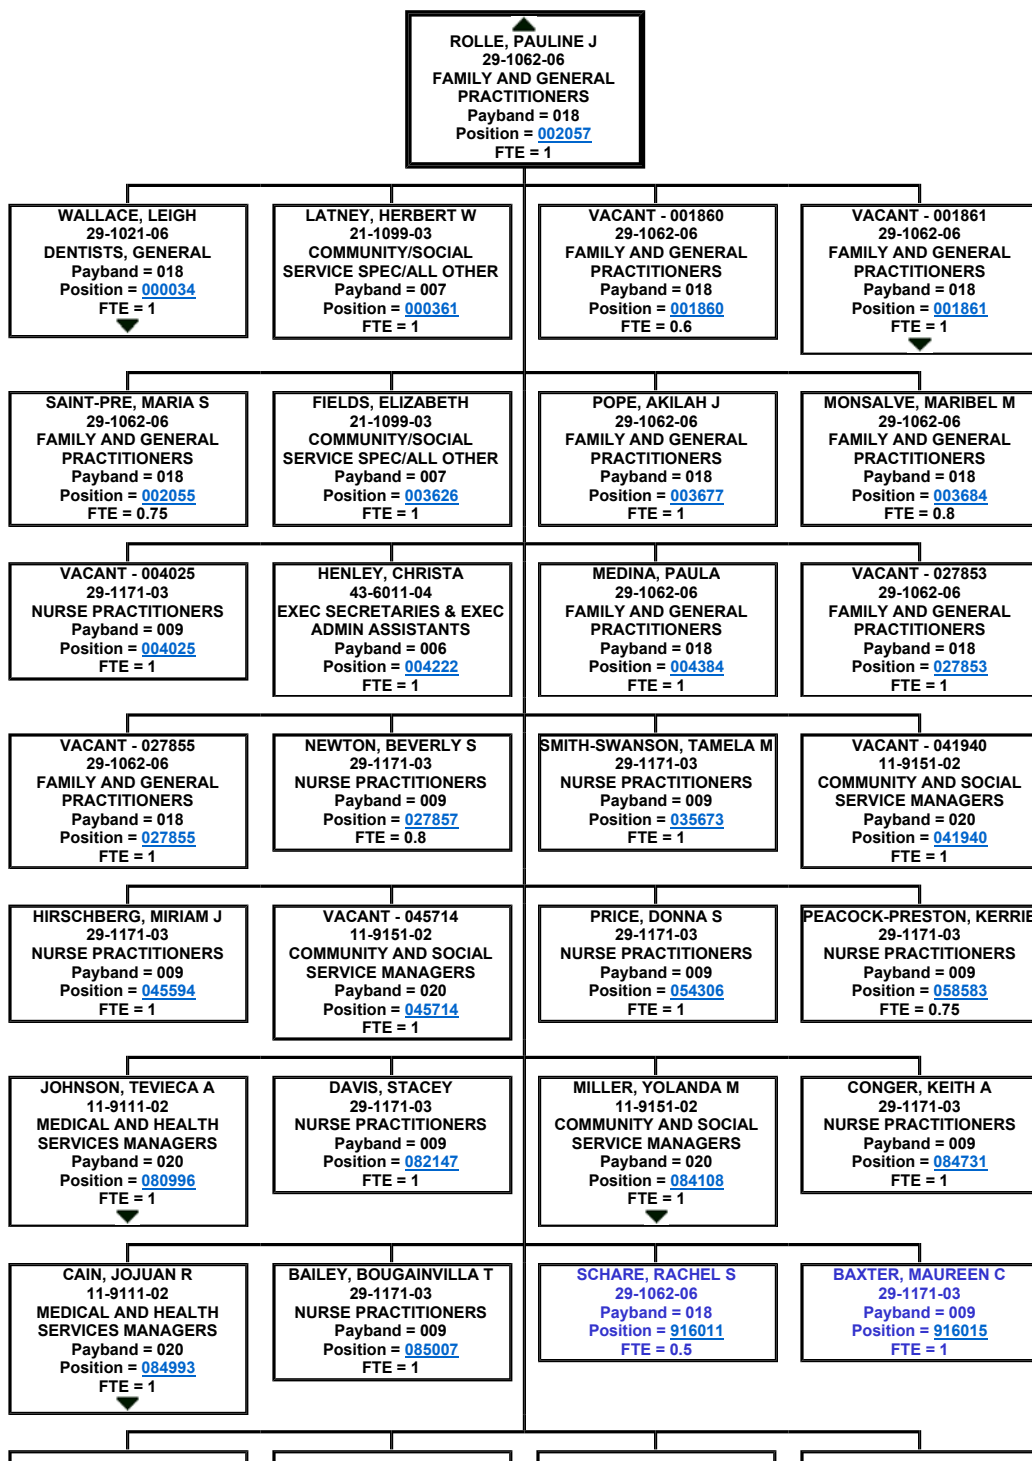 ROLLE, PAULINE J
29-1062-06
FAMILY AND GENERAL
PRACTITIONERS
Payband = 018
Position = 002057
FTE = 1
WALLACE, LEIGH
29-1021-06
DENTISTS, GENERAL
Payband = 018
Position = 000034
FTE = 1
LATNEY, HERBERT W
21-1099-03
COMMUNITY/SOCIAL
SERVICE SPEC/ALL OTHER
Payband = 007
Position = 000361
FTE = 1
VACANT - 001860
29-1062-06
FAMILY AND GENERAL
PRACTITIONERS
Payband = 018
Position = 001860
FTE = 0.6
VACANT - 001861
29-1062-06
FAMILY AND GENERAL
PRACTITIONERS
Payband = 018
Position = 001861
FTE = 1
SAINT-PRE, MARIA S
29-1062-06
FAMILY AND GENERAL
PRACTITIONERS
Payband = 018
Position = 002055
FTE = 0.75
FIELDS, ELIZABETH
21-1099-03
COMMUNITY/SOCIAL
SERVICE SPEC/ALL OTHER
Payband = 007
Position = 003626
FTE = 1
POPE, AKILAH J
29-1062-06
FAMILY AND GENERAL
PRACTITIONERS
Payband = 018
Position = 003677
FTE = 1
MONSALVE, MARIBEL M
29-1062-06
FAMILY AND GENERAL
PRACTITIONERS
Payband = 018
Position = 003684
FTE = 0.8
VACANT - 004025
29-1171-03
NURSE PRACTITIONERS
Payband = 009
Position = 004025
FTE = 1
HENLEY, CHRISTA
43-6011-04
EXEC SECRETARIES & EXEC
ADMIN ASSISTANTS
Payband = 006
Position = 004222
FTE = 1
MEDINA, PAULA
29-1062-06
FAMILY AND GENERAL
PRACTITIONERS
Payband = 018
Position = 004384
FTE = 1
VACANT - 027853
29-1062-06
FAMILY AND GENERAL
PRACTITIONERS
Payband = 018
Position = 027853
FTE = 1
VACANT - 027855
29-1062-06
FAMILY AND GENERAL
PRACTITIONERS
Payband = 018
Position = 027855
FTE = 1
NEWTON, BEVERLY S
29-1171-03
NURSE PRACTITIONERS
Payband = 009
Position = 027857
FTE = 0.8
SMITH-SWANSON, TAMELA M
29-1171-03
NURSE PRACTITIONERS
Payband = 009
Position = 035673
FTE = 1
VACANT - 041940
11-9151-02
COMMUNITY AND SOCIAL
SERVICE MANAGERS
Payband = 020
Position = 041940
FTE = 1
HIRSCHBERG, MIRIAM J
29-1171-03
NURSE PRACTITIONERS
Payband = 009
Position = 045594
FTE = 1
VACANT - 045714
11-9151-02
COMMUNITY AND SOCIAL
SERVICE MANAGERS
Payband = 020
Position = 045714
FTE = 1
PRICE, DONNA S
29-1171-03
NURSE PRACTITIONERS
Payband = 009
Position = 054306
FTE = 1
PEACOCK-PRESTON, KERRIE
29-1171-03
NURSE PRACTITIONERS
Payband = 009
Position = 058583
FTE = 0.75
JOHNSON, TEVIECA A
11-9111-02
MEDICAL AND HEALTH
SERVICES MANAGERS
Payband = 020
Position = 080996
FTE = 1
DAVIS, STACEY
29-1171-03
NURSE PRACTITIONERS
Payband = 009
Position = 082147
FTE = 1
MILLER, YOLANDA M
11-9151-02
COMMUNITY AND SOCIAL
SERVICE MANAGERS
Payband = 020
Position = 084108
FTE = 1
CONGER, KEITH A
29-1171-03
NURSE PRACTITIONERS
Payband = 009
Position = 084731
FTE = 1
CAIN, JOJUAN R
11-9111-02
MEDICAL AND HEALTH
SERVICES MANAGERS
Payband = 020
Position = 084993
FTE = 1
BAILEY, BOUGAINVILLA T
29-1171-03
NURSE PRACTITIONERS
Payband = 009
Position = 085007
FTE = 1
SCHARE, RACHEL S
29-1062-06
Payband = 018
Position = 916011
FTE = 0.5
BAXTER, MAUREEN C
29-1171-03
Payband = 009
Position = 916015
FTE = 1